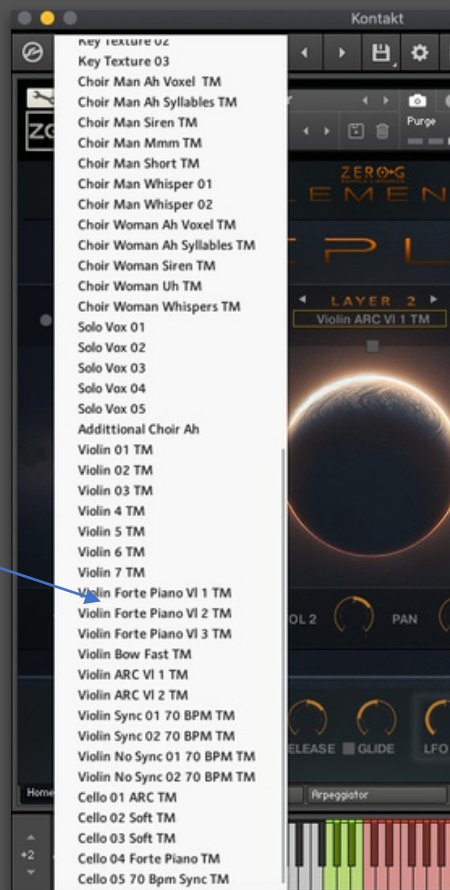 Kontakt
Key Texture 02
Key Texture 03
Choir Man Ah Voxel  TM
Choir Man Ah Syllables TM
Choir Man Siren TM
Choir Man Mmm TM
Choir Man Short TM
Choir Man Whisper 01
Choir Man Whisper 02
Choir Woman Ah Voxel TM
Choir Woman Ah Syllables TM
Choir Woman Siren TM
Choir Woman Uh TM
Choir Woman Whispers TM
Solo Vox 01
Solo Vox 02
Solo Vox 03
Solo Vox 04
Solo Vox 05
Addittional Choir Ah
Violin 01 TM
Violin 02 TM
Violin 03 TM
Violin 4 TM
Violin 5 TM
Violin 6 TM
Violin 7 TM
Violin Forte Piano Vl 1 TM
Violin Forte Piano Vl 2 TM
Violin Forte Piano Vl 3 TM
Violin Bow Fast TM
Violin ARC Vl 1 TM
Violin ARC Vl 2 TM
Violin Sync 01 70 BPM TM
Violin Sync 02 70 BPM TM
Violin No Sync 01 70 BPM TM
Violin No Sync 02 70 BPM TM
Cello 01 ARC TM
Cello 02 Soft TM
Cello 03 Soft TM
Cello 04 Forte Piano TM
Cello 05 70 Bpm Sync TM
Purge
ZERO-G
EMEN
PL
LAYER 2
Violin ARC Vl 1 TM
OL 2
PAN
ELEASE
GLIDE
LFO
Home
Arpeggiator
+2